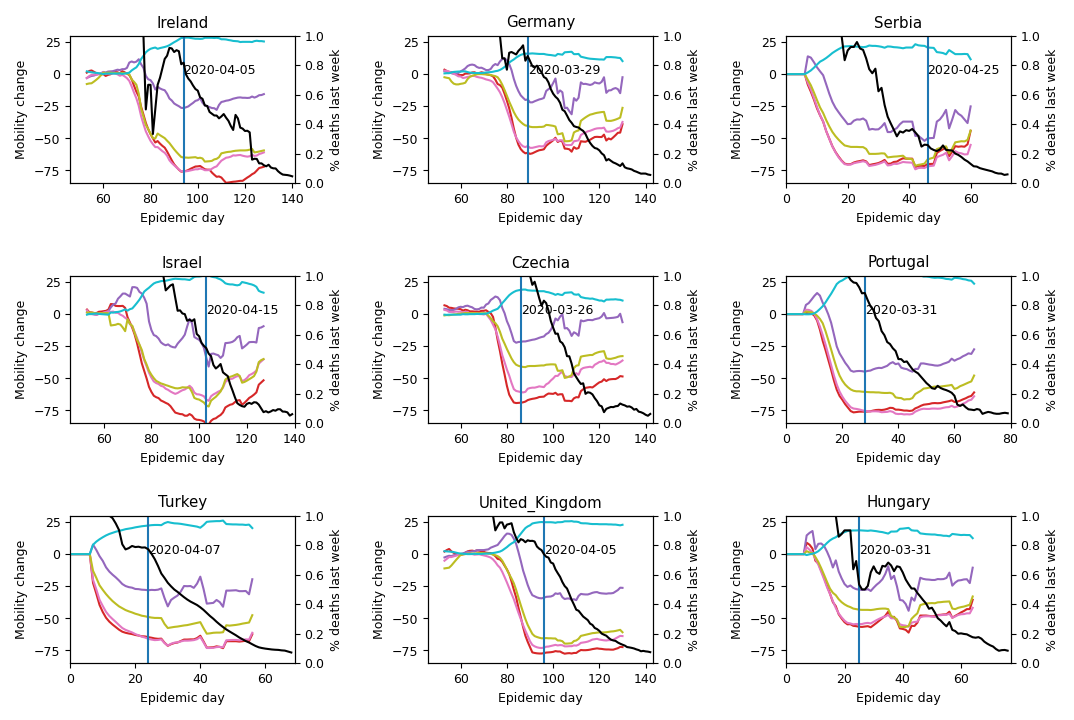 Ireland
Germany
Serbia
Mobility change
25
0
−25
−50
−75
2020-04-05
1.0
0.8
0.6
0.4
0.2
0.0
% deaths last week
60 80 100 120 140
Epidemic day
Mobility change
25
0
−25
−50
−75
2020-03-29
1.0
0.8
0.6
0.4
0.2
0.0
% deaths last week
60 80 100 120 140
Epidemic day
Mobility change
25
0
−25
−50
−75
2020-04-25
1.0
0.8
0.6
0.4
0.2
0.0
% deaths last week
0 20 40 60
Epidemic day
Israel
Czechia
Portugal
Mobility change
25
0
−25
−50
−75
2020-04-15
1.0
0.8
0.6
0.4
0.2
0.0
% deaths last week
60 80 100 120 140
Epidemic day
Mobility change
25
0
−25
−50
−75
2020-03-26
1.0
0.8
0.6
0.4
0.2
0.0
% deaths last week
60 80 100 120 140
Epidemic day
Mobility change
25
0
−25
−50
−75
2020-03-31
1.0
0.8
0.6
0.4
0.2
0.0
% deaths last week
0 20 40 60 80
Epidemic day
Turkey
United_Kingdom
Hungary
Mobility change
25
0
−25
−50
−75
2020-04-07
1.0
0.8
0.6
0.4
0.2
0.0
% deaths last week
0 20 40 60
Epidemic day
Mobility change
25
0
−25
−50
−75
2020-04-05
1.0
0.8
0.6
0.4
0.2
0.0
% deaths last week
60 80 100 120 140
Epidemic day
Mobility change
25
0
−25
−50
−75
2020-03-31
1.0
0.8
0.6
0.4
0.2
0.0
% deaths last week
0 20 40 60
Epidemic day